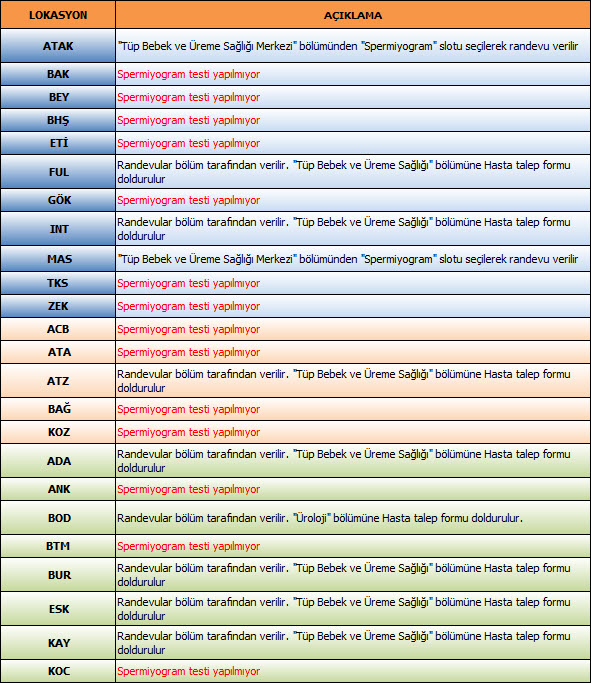 LOKASYON AÇIKLAMA
ATAK "Tüp Bebek ve Üreme Sağlığı Merkezi" bölümünden "Spermiyogram" slotu seçilerek randevu verilir
BAK Spermiyogram testi yapılmıyor
BEY Spermiyogram testi yapılmıyor
BHŞ Spermiyogram testi yapılmıyor
ETİ Spermiyogram testi yapılmıyor
FUL Randevular bölüm tarafından verilir. "Tüp Bebek ve Üreme Sağlığı" bölümüne Hasta talep formu
doldurulur
GÖK Spermiyogram testi yapılmıyor
INT Randevular bölüm tarafından verilir. "Tüp Bebek ve Üreme Sağlığı" bölümüne Hasta talep formu
doldurulur
MAS "Tüp Bebek ve Üreme Sağlığı Merkezi" bölümünden "Spermiyogram" slotu seçilerek randevu verilir
TKS Spermiyogram testi yapılmıyor
ZEK Spermiyogram testi yapılmıyor
ACB Spermiyogram testi yapılmıyor
ATA Spermiyogram testi yapılmıyor
ATZ Randevular bölüm tarafından verilir. "Tüp Bebek ve Üreme Sağlığı" bölümüne Hasta talep formu
doldurulur
BAĞ Spermiyogram testi yapılmıyor
KOZ Spermiyogram testi yapılmıyor
ADA Randevular bölüm tarafından verilir. "Tüp Bebek ve Üreme Sağlığı" bölümüne Hasta talep formu
doldurulur
ANK Spermiyogram testi yapılmıyor
BOD Randevular bölüm tarafından verilir. "Üroloji" bölümüne Hasta talep formu doldurulur.
BTM Spermiyogram testi yapılmıyor
BUR Randevular bölüm tarafından verilir. "Tüp Bebek ve Üreme Sağlığı" bölümüne Hasta talep formu
doldurulur
ESK Randevular bölüm tarafından verilir. "Tüp Bebek ve Üreme Sağlığı" bölümüne Hasta talep formu
doldurulur
KAY Randevular bölüm tarafından verilir. "Tüp Bebek ve Üreme Sağlığı" bölümüne Hasta talep formu
doldurulur
KOC Spermiyogram testi yapılmıyor